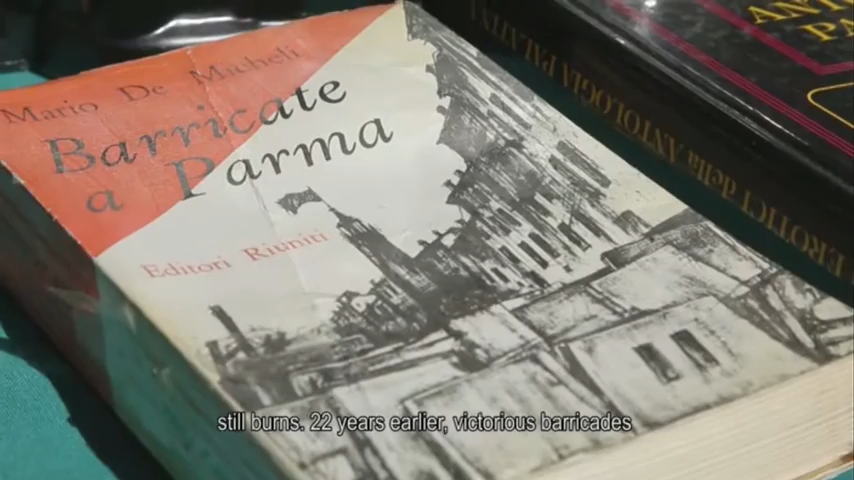 Mario De Micheli
Barricate
a Parma
Editori Riuniti
EROTICI della ANTOLOGIA PALATINA
still burns. 22 years earlier, victorious barricades